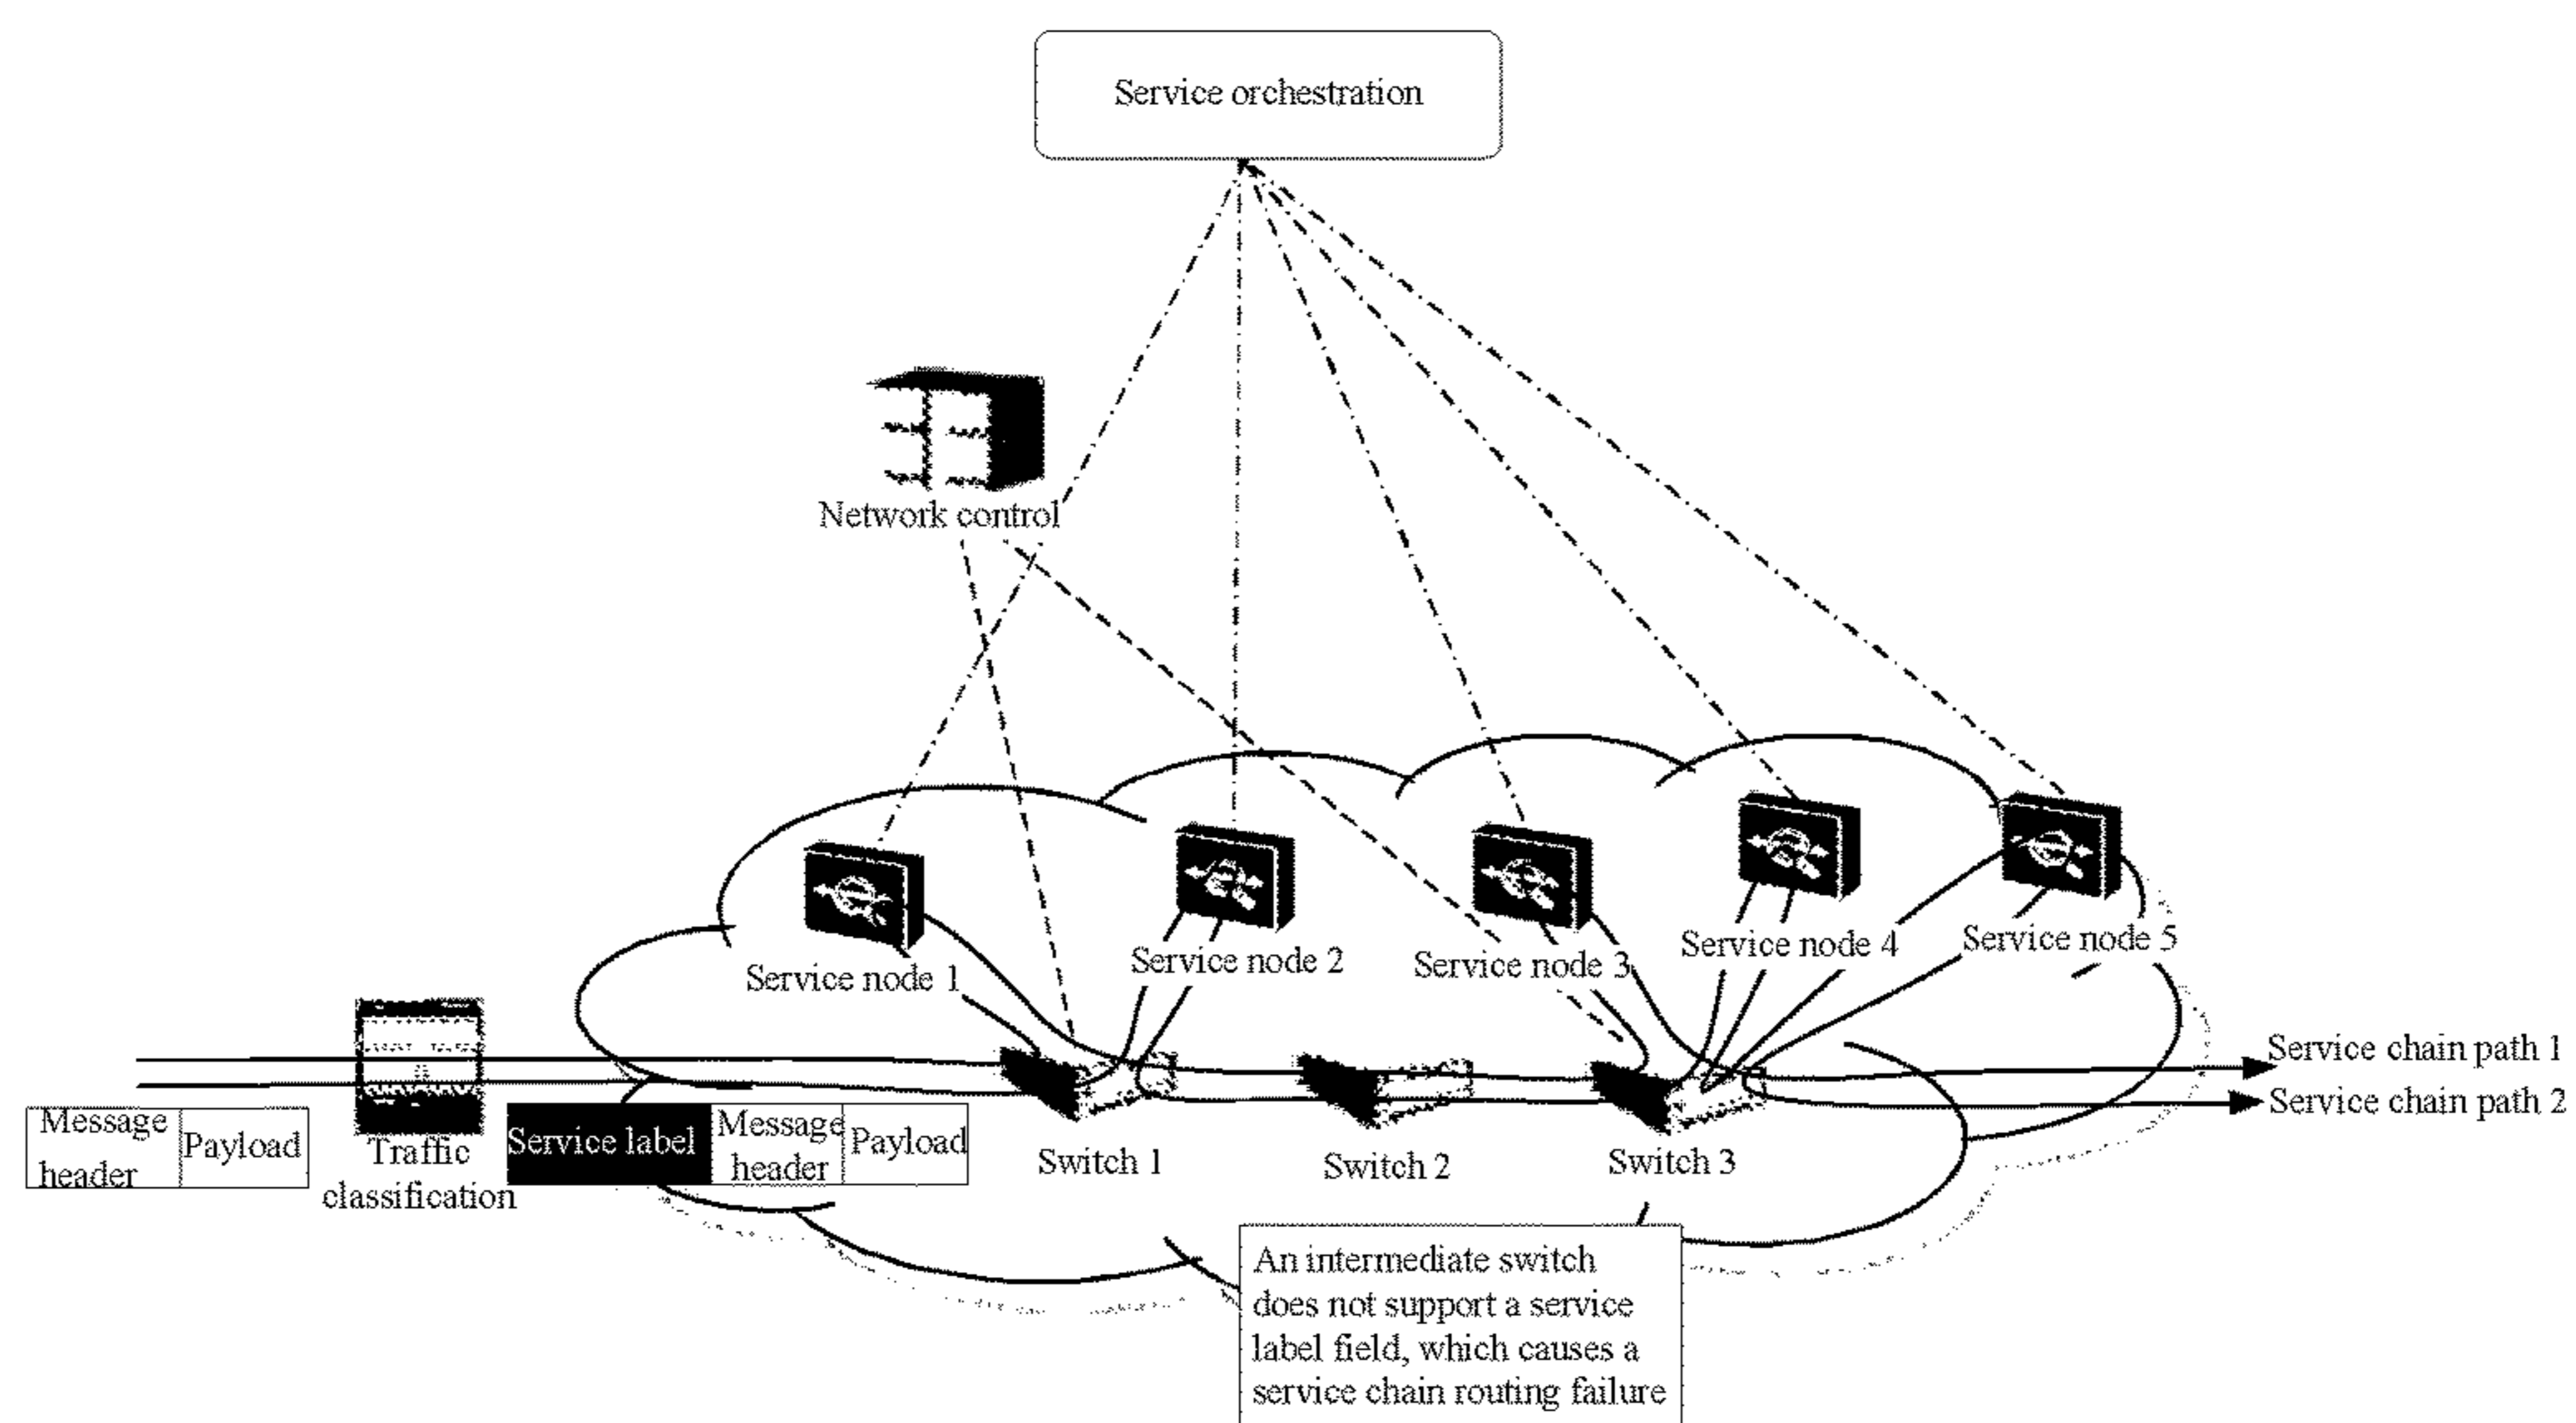 Service orchestration
Network control
Service node 1
Service node 2
Service node 3
Service node 4
Service node 5
Service chain path 1
Service chain path 2
Message
header
Payload
Traffic
classification
Service label
Message
header
Payload
Switch 1
Switch 2
Switch 3
An intermediate switch
does not support a service
label field, which causes a
service chain routing failure